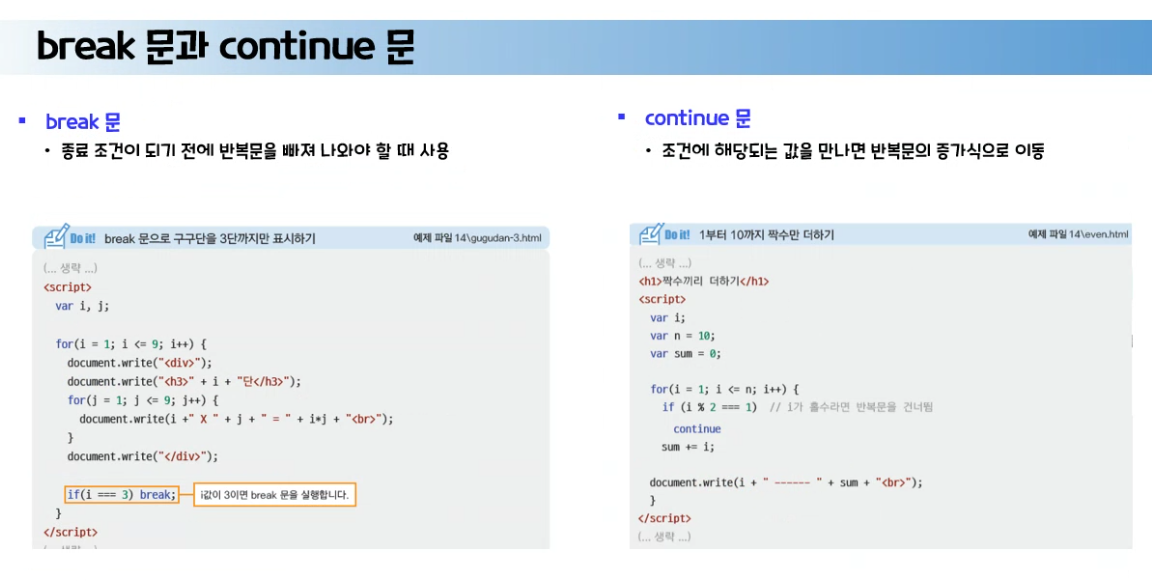 break 문과 continue 문
break 문
종료 조건이 되기 전에 반복문을 빠져 나와야 할 때 사용
Do it! break 문으로 구구단을 3단까지만 표시하기 예제 파일 14\gugudan-3.html
(... 생략 ...)
<script>
var i, j;
for(i = 1; i <= 9; i++) {
document.write("<div>");
document.write("<h3>" + i + "단</h3>");
for(j = 1; j <= 9; j++) {
document.write(i +" X " + j + " = " + i*j + "<br>");
}
document.write("</div>");
if(i === 3) break; i값이 3이면 break 문을 실행합니다.
}
</script>
(... 생략 ...)
continue 문
조건에 해당되는 값을 만나면 반복문의 증가식으로 이동
Do it! 1부터 10까지 짝수만 더하기 예제 파일 14\even.html
(... 생략 ...)
<h1>짝수끼리 더하기</h1>
<script>
var i;
var n = 10;
var sum = 0;
for(i = 1; i <= n; i++) {
if (i % 2 === 1) // i가 홀수라면 반복문을 건너뜀
continue
sum += i;
document.write(i + " ------ " + sum + "<br>");
}
</script>
(... 생략 ...)